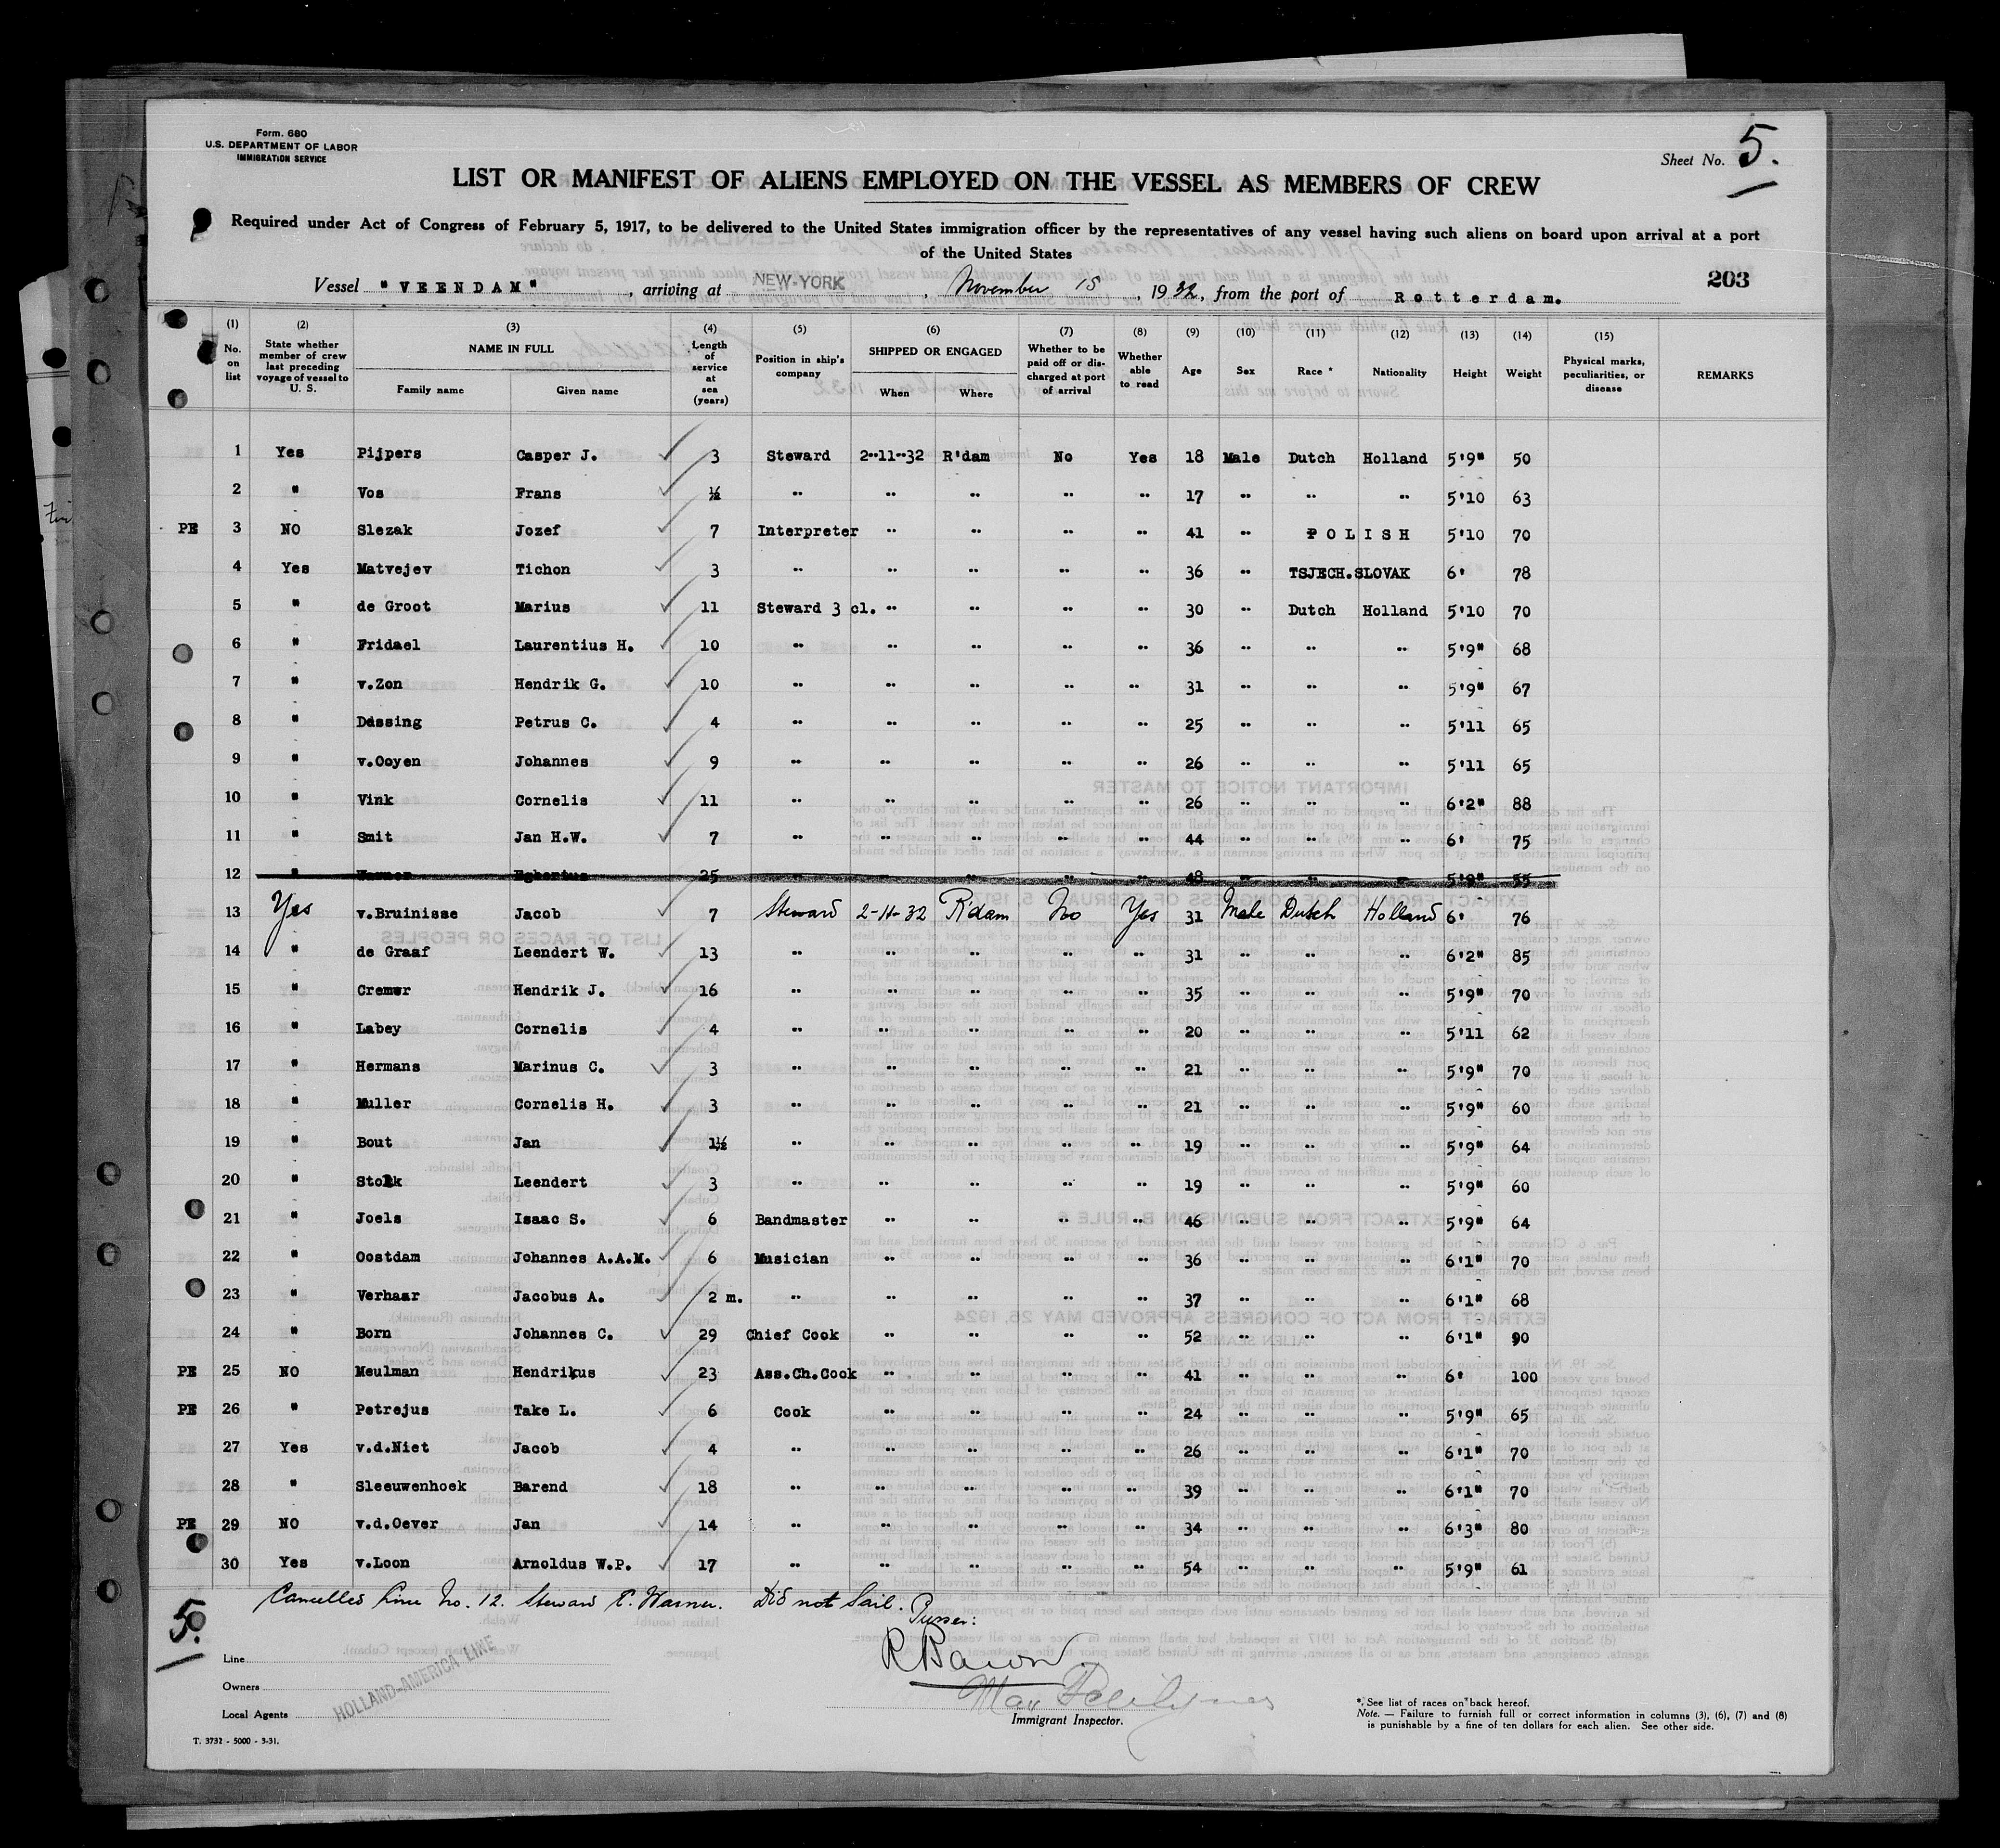 Form. 680
U.S. DEPARTMENT OF LABOR
IMMIGRATION SERVICE
Sheet No. 5.
LIST OR MANIFEST OF ALIENS EMPLOYED ON THE VESSEL AS MEMBERS OF CREW
Required under Act of Congress of February 5, 1917, to be delivered to the United States immigration officer by the representatives of any vessel having such aliens on board upon arrival at a port
of the United States
Vessel "VEENDAM", arriving at NEW-YORK, November 15, 1932, from the port of Rotterdam.
203
(1) No. on list (2) State whether member of crew last preceding voyage of vessel to U. S. (3) NAME IN FULL Family name Given name (4) Length of service at sea (years) (5) Position in ship's company (6) SHIPPED OR ENGAGED When Where (7) Whether to be paid off or discharged at port of arrival (8) Whether able to read (9) Age (10) Sex (11) Race * (12) Nationality (13) Height (14) Weight (15) Physical marks, peculiarities, or disease REMARKS
1 Yes Pijpers Casper J. 3 Steward 2-11-32 R'dam No Yes 18 Male Dutch Holland 5'9" 50
2 " Vos Frans ½ " " " " " 17 " " " 5'10 63
PE 3 NO Slezak Jozef 7 Interpreter " " " " 41 " POLISH 5'10 70
4 Yes Matvejev Tichon 3 " " " " " 36 " TSJECH.SLOVAK 6' 78
5 " de Groot Marius 11 Steward 3 cl. " " " " 30 " Dutch Holland 5'10 70
6 " Fridael Laurentius H. 10 " " " " " 36 " " " 5'9" 68
7 " v.Zon Hendrik G. 10 " " " " " 31 " " " 5'9" 67
8 " Dassing Petrus C. 4 " " " " " 25 " " " 5'11 65
9 " v.Ooyen Johannes 9 " " " " " 26 " " " 5'11 65
10 " Vink Cornelis 11 " " " " " 26 " " " 6'2" 88
11 " Smit Jan H.W. 7 " " " " " 44 " " " 6' 75
12 " Warner Egbertus 25 " " " " " 48 " " " 5'9" 55
13 Yes v.Bruinisse Jacob 7 Steward 2-11-32 R'dam No Yes 31 Male Dutch Holland 6' 76
14 " de Graaf Leendert W. 13 " " " " " 31 " " " 6'2" 85
15 " Cremer Hendrik J. 16 " " " " " 35 " " " 5'9" 70
16 " Labey Cornelis 4 " " " " " 20 " " " 5'11 62
17 " Hermans Marinus C. 3 " " " " " 21 " " " 5'9" 70
18 " Muller Cornelis H. 3 " " " " " 21 " " " 5'9" 60
19 " Bout Jan 1½ " " " " " 19 " " " 5'9" 64
20 " Stolk Leendert 3 " " " " " 19 " " " 5'9" 60
21 " Joels Isaac S. 6 Bandmaster " " " " 46 " " " 5'9" 64
22 " Oostdam Johannes A.A.M. 6 Musician " " " " 36 " " " 6'1" 70
23 " Verhaar Jacobus A. 2 m. " " " " " 37 " " " 6'1" 68
24 " Born Johannes C. 29 Chief Cook " " " " 52 " " " 6'1" 90
PE 25 NO Meulman Hendrikus 23 Ass.Ch.Cook " " " " 41 " " " 6' 100
PE 26 " Petrejus Take L. 6 Cook " " " " 24 " " " 5'9" 65
27 Yes v.d.Niet Jacob 4 " " " " " 26 " " " 6'1" 70
28 " Sleeuwenhoek Barend 18 " " " " " 39 " " " 6'1" 70
PE 29 NO v.d.Oever Jan 14 " " " " " 34 " " " 6'3" 80
30 Yes v.Loon Arnoldus W.P. 17 " " " " " 54 " " " 5'9" 61
Cancelled Line No. 12. Steward E. Warner. Did not Sail.
Purser:
5.
Line
Owners
Local Agents
HOLLAND-AMERICA LINE
Immigrant Inspector.
*. See list of races on back hereof.
Note. — Failure to furnish full or correct information in columns (3), (6), (7) and (8)
is punishable by a fine of ten dollars for each alien. See other side.
T. 3732 - 5000 - 3-31.